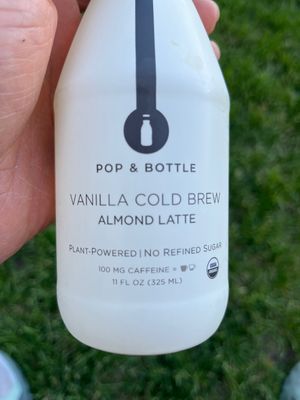 POP & BOTTLE
VANILLA COLD BREW
ALMOND LATTE
PLANT-POWERED | NO REFINED SUGAR
100 MG CAFFEINE =
11 FL OZ (325 ML)